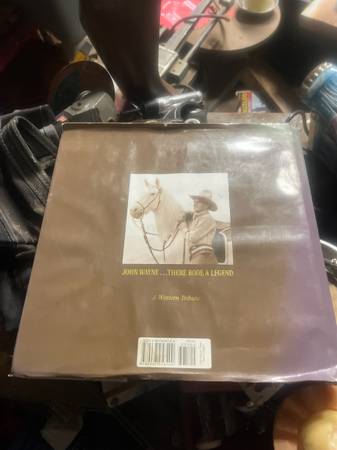 JOHN WAYNE . . . THERE RODE A LEGEND
A Western Tribute